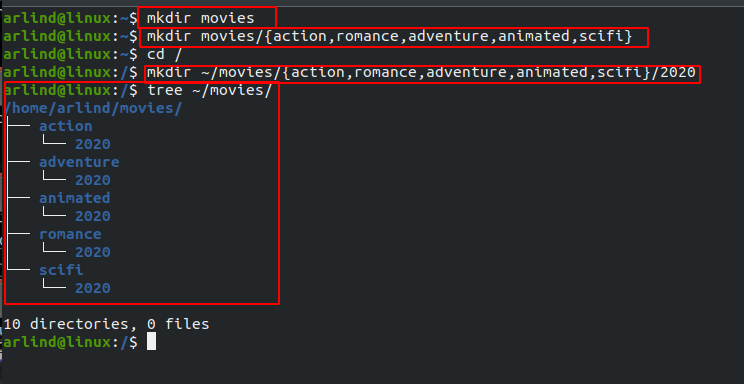 arlind@linux:~$ mkdir movies
arlind@linux:~$ mkdir movies/{action,romance,adventure,animated,scifi}
arlind@linux:~$ cd /
arlind@linux:/$ mkdir ~/movies/{action,romance,adventure,animated,scifi}/2020
arlind@linux:/$ tree ~/movies/
/home/arlind/movies/
├── action
│   └── 2020
├── adventure
│   └── 2020
├── animated
│   └── 2020
├── romance
│   └── 2020
└── scifi
    └── 2020
10 directories, 0 files
arlind@linux:/$